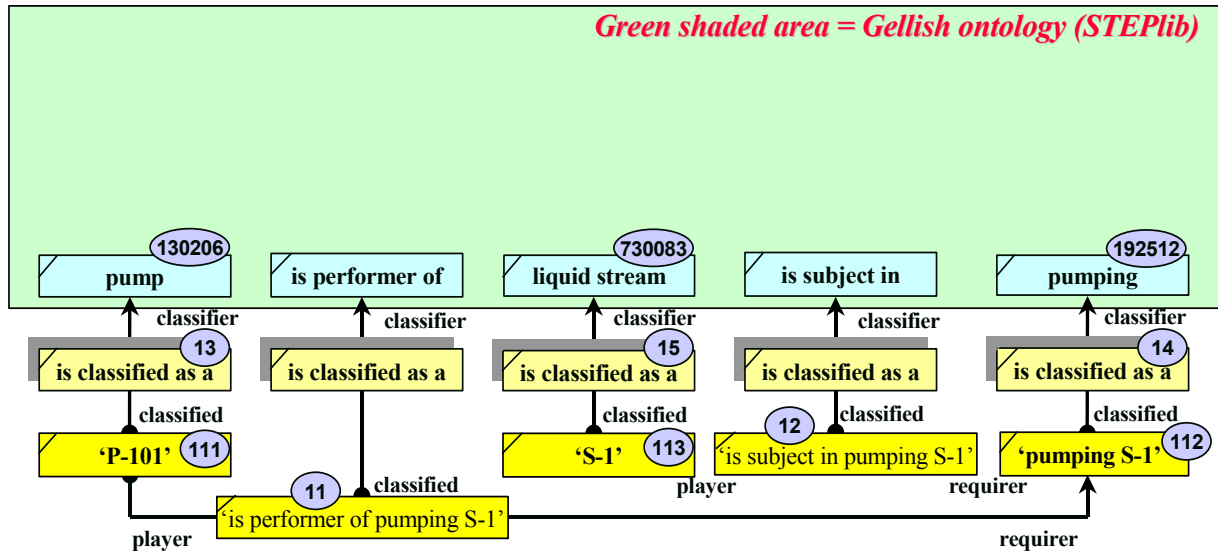 Green shaded area = Gellish ontology (STEPlib)
130206
730083
192512
pump
is performer of
liquid stream
is subject in
pumping
classifier
classifier
classifier
classifier
classifier
13
15
14
is classified as a
is classified as a
is classified as a
is classified as a
is classified as a
classified
classified
classified
classified
12
‘P-101’
111
‘S-1’
113
‘is subject in pumping S-1’
‘pumping S-1’
112
11
classified
player
requirer
‘is performer of pumping S-1’
player
requirer